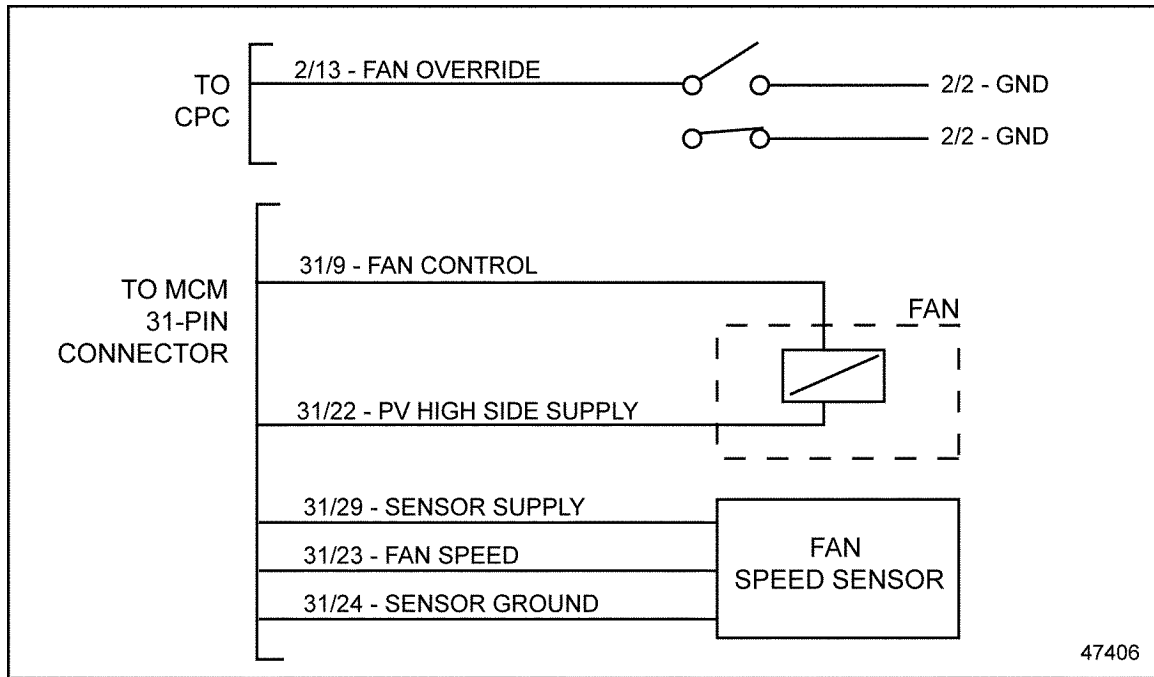 TO
CPC
2/13 - FAN OVERRIDE
2/2 - GND
2/2 - GND
TO MCM
31-PIN
CONNECTOR
31/9 - FAN CONTROL
FAN
31/22 - PV HIGH SIDE SUPPLY
31/29 - SENSOR SUPPLY
31/23 - FAN SPEED
31/24 - SENSOR GROUND
FAN
SPEED SENSOR
47406